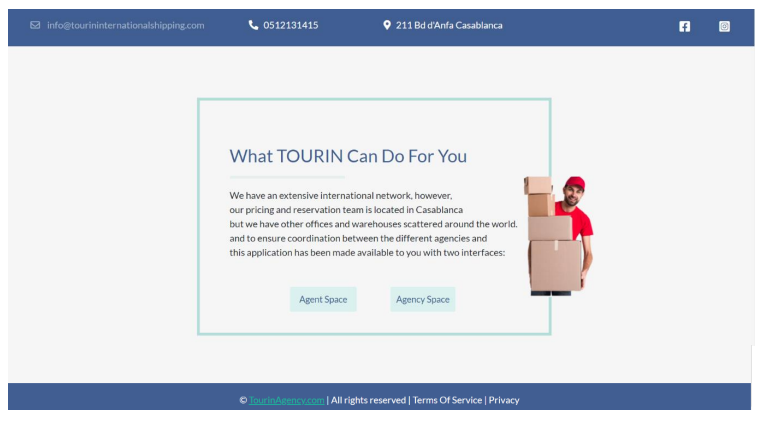 info@tourininternationalshipping.com 0512131415 211 Bd d'Anfa Casablanca
What TOURIN Can Do For You
We have an extensive international network, however,
our pricing and reservation team is located in Casablanca
but we have other offices and warehouses scattered around the world.
and to ensure coordination between the different agencies and
this application has been made available to you with two interfaces:
Agent Space Agency Space
© TourinAgency.com | All rights reserved | Terms Of Service | Privacy